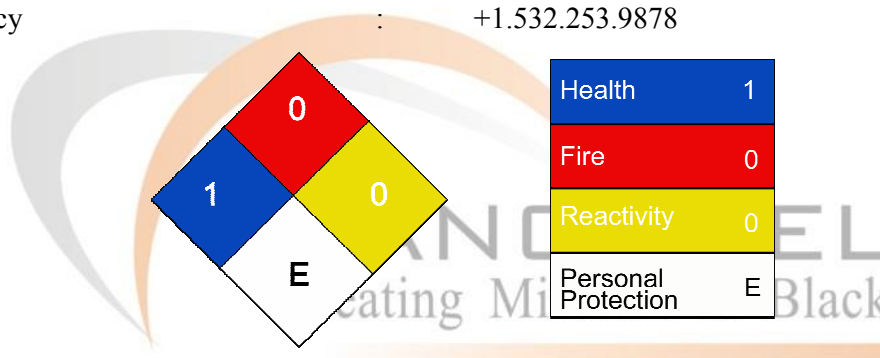 cy : +1.532.253.9878
0
1 0
E
Health 1
Fire 0
Reactivity 0
Personal
Protection E
ANC EL
eating Mi Black